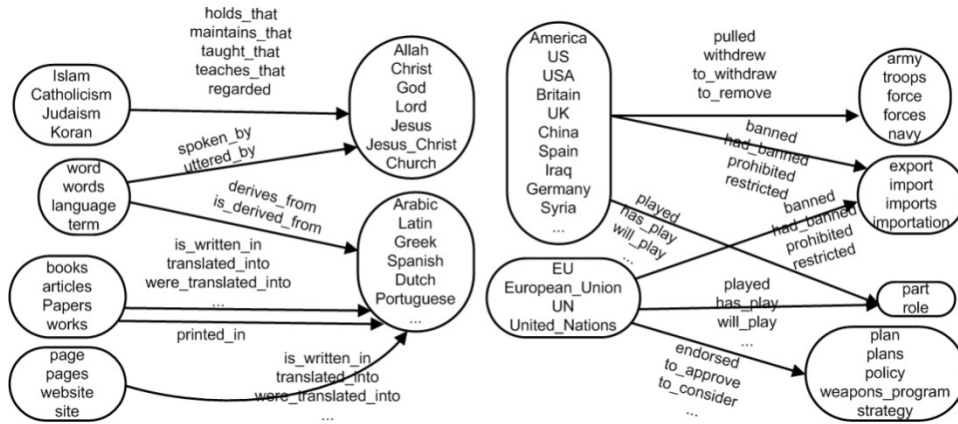 holds_that
maintains_that
taught_that
teaches_that
regarded
Islam
Catholicism
Judaism
Koran
Allah
Christ
God
Lord
Jesus
Jesus_Christ
Church
spoken_by
uttered_by
word
words
language
term
derives_from
is_derived_from
Arabic
Latin
Greek
Spanish
Dutch
Portuguese
...
is_written_in
translated_into
were_translated_into
...
books
articles
Papers
works
printed_in
page
pages
website
site
is_written_in
translated_into
were_translated_into
...
America
US
USA
Britain
UK
China
Spain
Iraq
Germany
Syria
...
pulled
withdrew
to_withdraw
to_remove
army
troops
force
forces
navy
banned
had_banned
prohibited
restricted
export
import
imports
importation
played
has_play
will_play
...
banned
had_banned
prohibited
restricted
EU
European_Union
UN
United_Nations
played
has_play
will_play
...
part
role
endorsed
to_approve
to_consider
...
plan
plans
policy
weapons_program
strategy